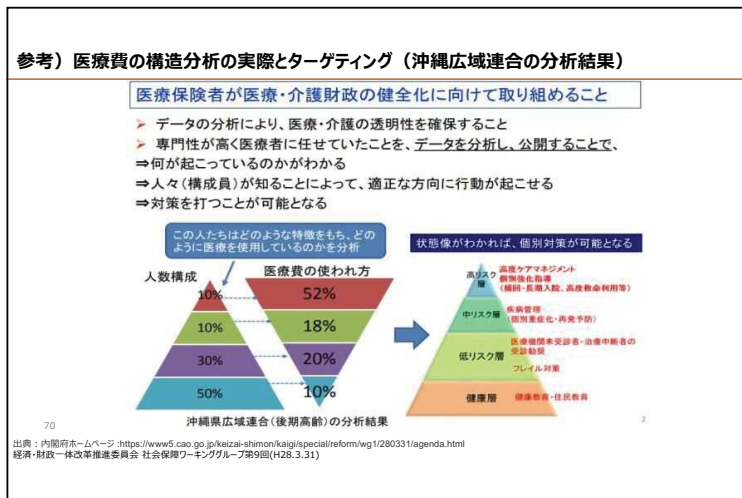 参考）医療費の構造分析の実際とターゲティング（沖縄広域連合の分析結果）
医療保険者が医療・介護財政の健全化に向けて取り組めること
➢ データの分析により、医療・介護の透明性を確保すること
➢ 専門性が高く医療者に任せていたことを、データを分析し、公開することで、
⇒何が起こっているのかがわかる
⇒人々(構成員)が知ることによって、適正な方向に行動が起こせる
⇒対策を打つことが可能となる
この人たちはどのような特徴をもち、どの
ように医療を使用しているのかを分析
人数構成
医療費の使われ方
10%
52%
10%
18%
30%
20%
50%
10%
沖縄県広域連合(後期高齢)の分析結果
状態像がわかれば、個別対策が可能となる
高リスク
層
高度ケアマネジメント
個別強化指導
(頻回・長期入院、高度救命利用等)
中リスク層
疾病管理
(個別重症化・再発予防)
低リスク層
医療機関未受診者・治療中断者の
受診勧奨
フレイル対策
健康層
健康教育・住民教育
70
2
出典：内閣府ホームページ :https://www5.cao.go.jp/keizai-shimon/kaigi/special/reform/wg1/280331/agenda.html
経済・財政一体改革推進委員会 社会保障ワーキンググループ第9回(H28.3.31)